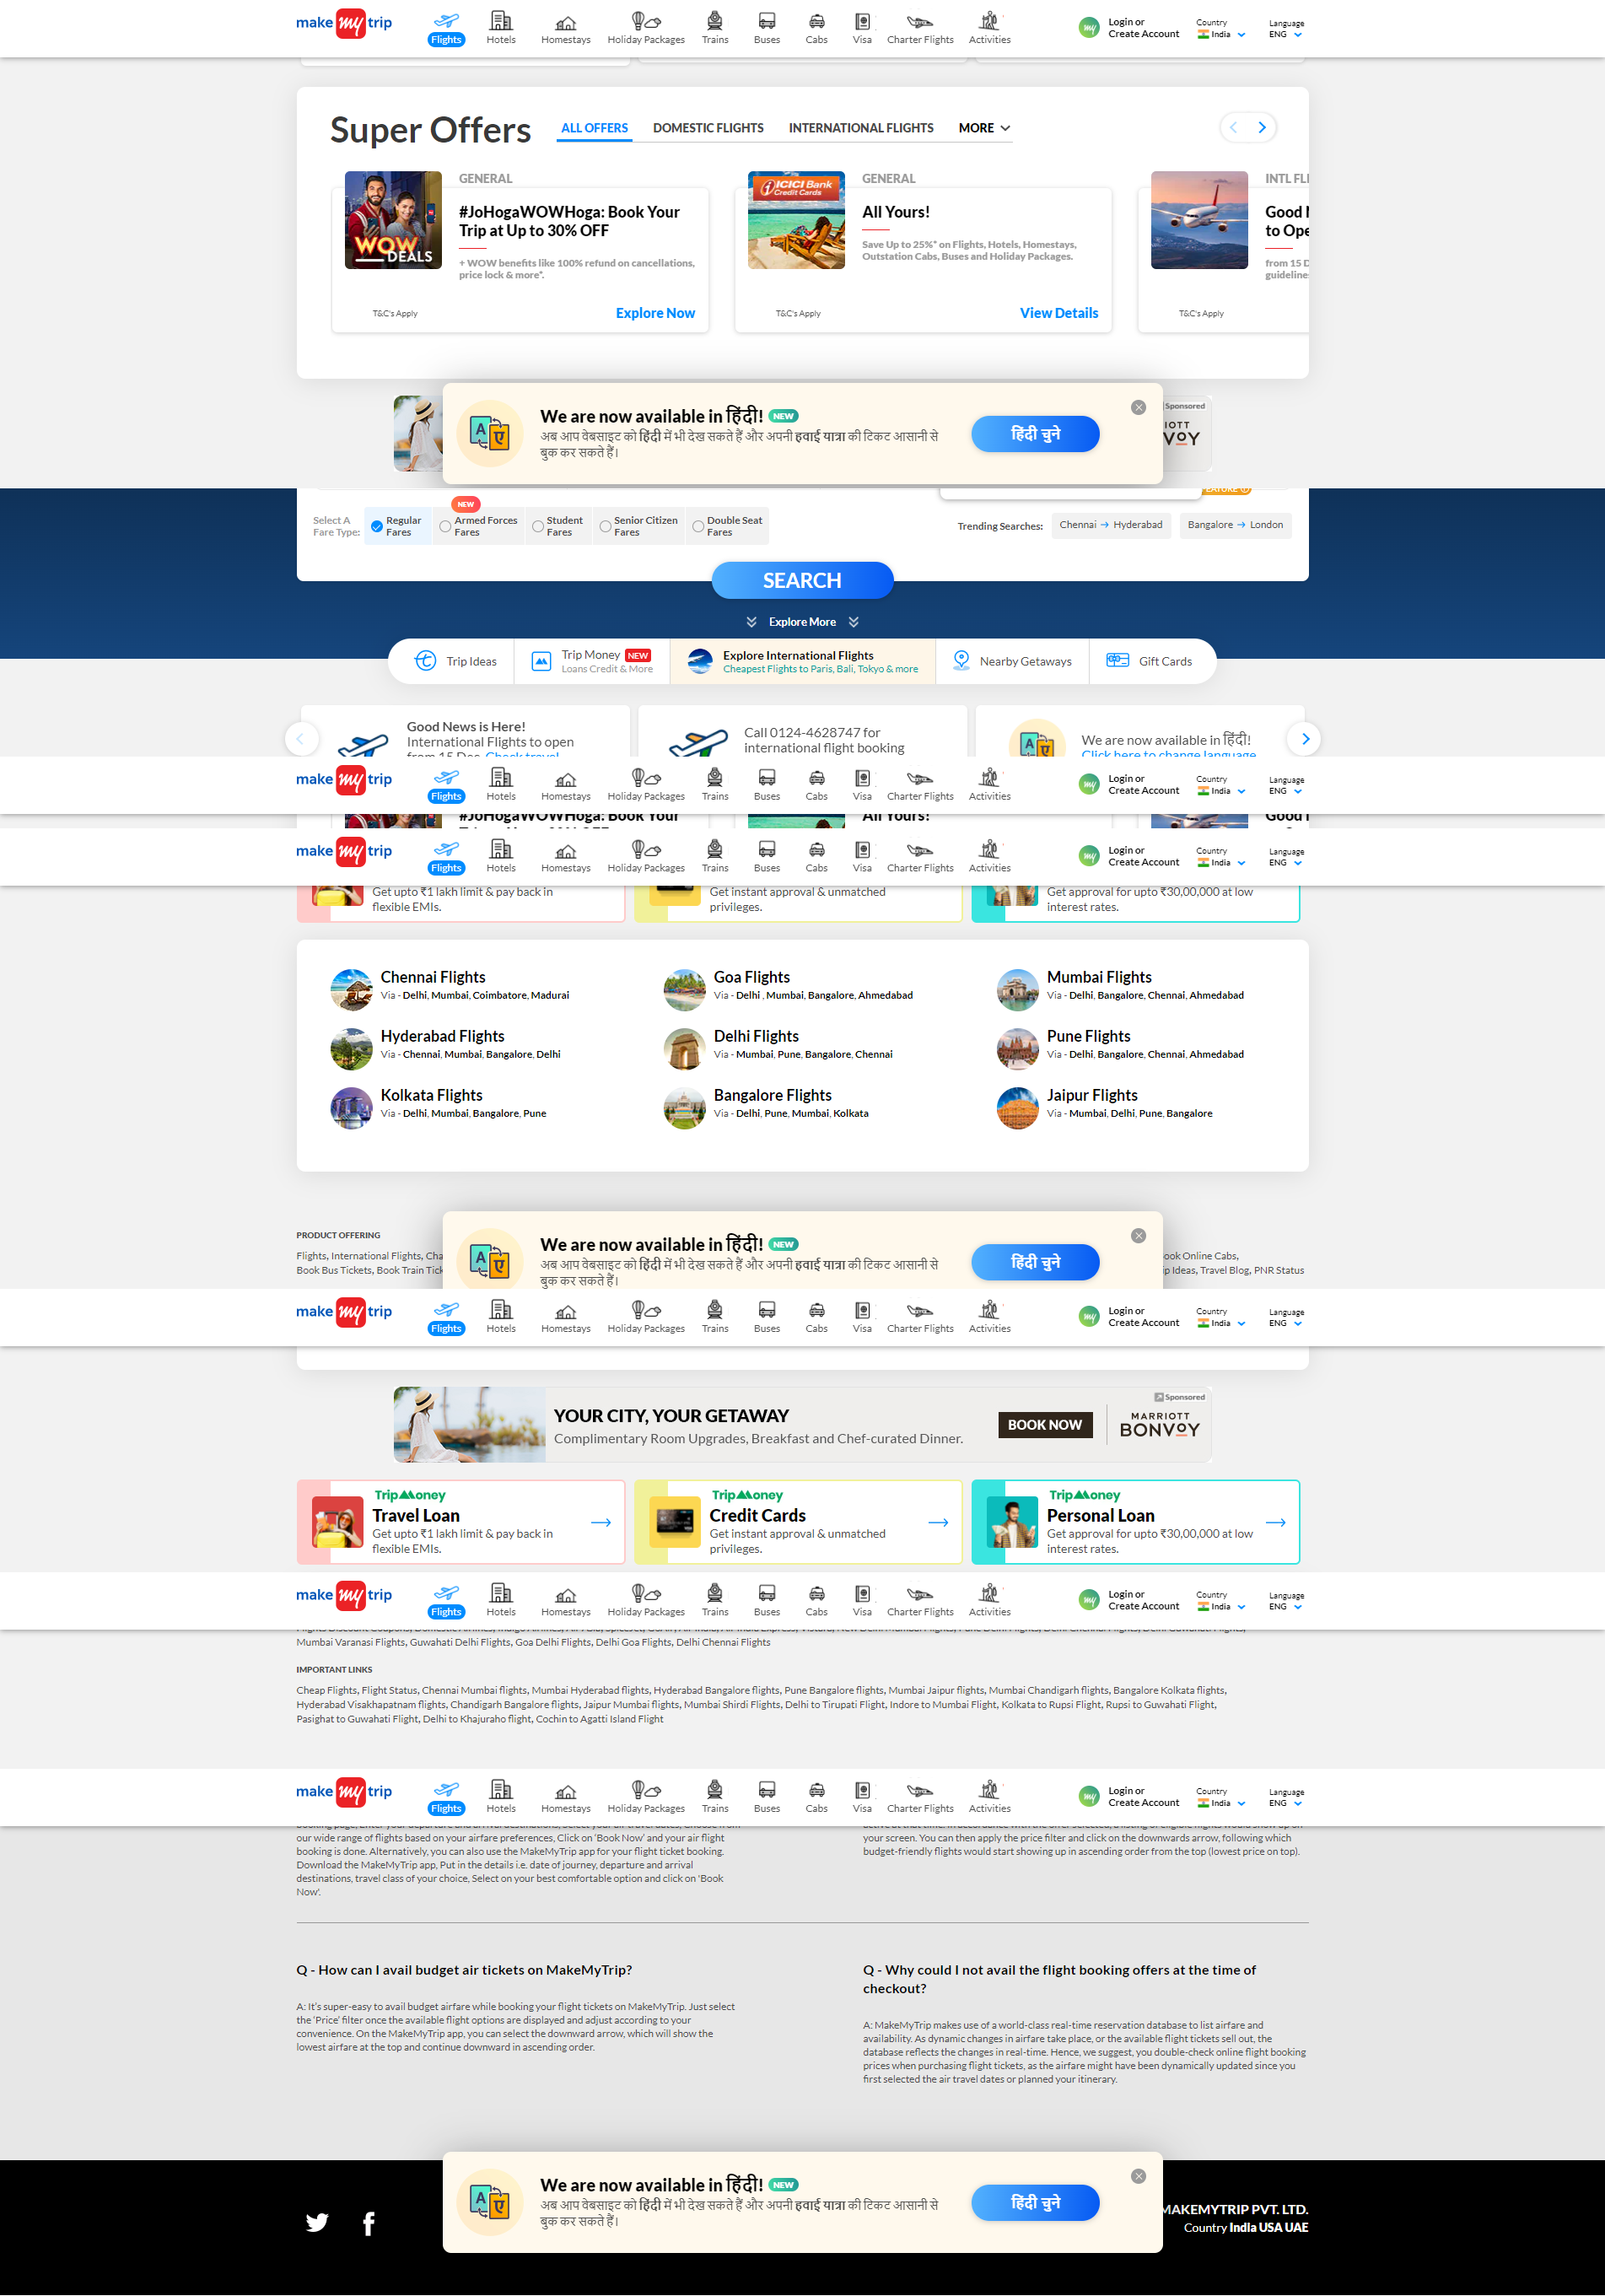 make my trip
Flights Hotels Homestays Holiday Packages Trains Buses Cabs Visa Charter Flights Activities
my Login or Create Account
Country India
Language ENG
Super Offers
ALL OFFERS DOMESTIC FLIGHTS INTERNATIONAL FLIGHTS MORE
GENERAL
#JoHogaWOWHoga: Book Your
Trip at Up to 30% OFF
+ WOW benefits like 100% refund on cancellations,
price lock & more*.
WOW DEALS
T&C's Apply
Explore Now
GENERAL
ICICI Bank
Credit Cards
All Yours!
Save Up to 25%* on Flights, Hotels, Homestays,
Outstation Cabs, Buses and Holiday Packages.
T&C's Apply
View Details
T&C's Apply
We are now available in हिंदी! NEW
अब आप वेबसाइट को हिंदी में भी देख सकते हैं और अपनी हवाई यात्रा की टिकट आसानी से
बुक कर सकते हैं।
हिंदी चुने
Sponsored
Select A
Fare Type:
Regular
Fares
NEW
Armed Forces
Fares
Student
Fares
Senior Citizen
Fares
Double Seat
Fares
Trending Searches: Chennai → Hyderabad Bangalore → London
SEARCH
Explore More
Trip Ideas
Trip Money NEW
Loans Credit & More
Explore International Flights
Cheapest Flights to Paris, Bali, Tokyo & more
Nearby Getaways
Gift Cards
Good News is Here!
International Flights to open
from 15 Dec. Check travel
Call 0124-4628747 for
international flight booking
We are now available in हिंदी!
Click here to change language
make my trip
Flights Hotels Homestays Holiday Packages Trains Buses Cabs Visa Charter Flights Activities
my Login or Create Account
Country India
Language ENG
#JoHogaWOWHoga: Book Your
All Yours!
make my trip
Flights Hotels Homestays Holiday Packages Trains Buses Cabs Visa Charter Flights Activities
my Login or Create Account
Country India
Language ENG
Get upto ₹1 lakh limit & pay back in
flexible EMIs.
Get instant approval & unmatched
privileges.
Get approval for upto ₹30,00,000 at low
interest rates.
Chennai Flights
Via - Delhi, Mumbai, Coimbatore, Madurai
Goa Flights
Via - Delhi , Mumbai, Bangalore, Ahmedabad
Mumbai Flights
Via - Delhi, Bangalore, Chennai, Ahmedabad
Hyderabad Flights
Via - Chennai, Mumbai, Bangalore, Delhi
Delhi Flights
Via - Mumbai, Pune, Bangalore, Chennai
Pune Flights
Via - Delhi, Bangalore, Chennai, Ahmedabad
Kolkata Flights
Via - Delhi, Mumbai, Bangalore, Pune
Bangalore Flights
Via - Delhi, Pune, Mumbai, Kolkata
Jaipur Flights
Via - Mumbai, Delhi, Pune, Bangalore
PRODUCT OFFERING
Flights, International Flights,
Online Cabs,
Book Bus Tickets, Book Train
Ideas, Travel Blog, PNR Status
We are now available in हिंदी! NEW
अब आप वेबसाइट को हिंदी में भी देख सकते हैं और अपनी हवाई यात्रा की टिकट आसानी से
बुक कर सकते हैं।
हिंदी चुने
make my trip
Flights Hotels Homestays Holiday Packages Trains Buses Cabs Visa Charter Flights Activities
my Login or Create Account
Country India
Language ENG
Sponsored
YOUR CITY, YOUR GETAWAY
Complimentary Room Upgrades, Breakfast and Chef-curated Dinner.
BOOK NOW
MARRIOTT
BONVOY
TripMoney
Travel Loan
Get upto ₹1 lakh limit & pay back in
flexible EMIs.
TripMoney
Credit Cards
Get instant approval & unmatched
privileges.
TripMoney
Personal Loan
Get approval for upto ₹30,00,000 at low
interest rates.
make my trip
Flights Hotels Homestays Holiday Packages Trains Buses Cabs Visa Charter Flights Activities
my Login or Create Account
Country India
Language ENG
Mumbai Varanasi Flights, Guwahati Delhi Flights, Goa Delhi Flights, Delhi Goa Flights, Delhi Chennai Flights
IMPORTANT LINKS
Cheap Flights, Flight Status, Chennai Mumbai flights, Mumbai Hyderabad flights, Hyderabad Bangalore flights, Pune Bangalore flights, Mumbai Jaipur flights, Mumbai Chandigarh flights, Bangalore Kolkata flights,
Hyderabad Visakhapatnam flights, Chandigarh Bangalore flights, Jaipur Mumbai flights, Mumbai Shirdi Flights, Delhi to Tirupati Flight, Indore to Mumbai Flight, Kolkata to Rupsi Flight, Rupsi to Guwahati Flight,
Pasighat to Guwahati Flight, Delhi to Khajuraho flight, Cochin to Agatti Island Flight
make my trip
Flights Hotels Homestays Holiday Packages Trains Buses Cabs Visa Charter Flights Activities
my Login or Create Account
Country India
Language ENG
our wide range of flights based on your airfare preferences, Click on 'Book Now' and your air flight
booking is done. Alternatively, you can also use the MakeMyTrip app for your flight ticket booking.
Download the MakeMyTrip app, Put in the details i.e. date of journey, departure and arrival
destinations, travel class of your choice, Select on your best comfortable option and click on 'Book
Now'.
your screen. You can then apply the price filter and click on the downwards arrow, following which
budget-friendly flights would start showing up in ascending order from the top (lowest price on top).
Q - How can I avail budget air tickets on MakeMyTrip?
A: It's super-easy to avail budget airfare while booking your flight tickets on MakeMyTrip. Just select
the 'Price' filter once the available flight options are displayed and adjust according to your
convenience. On the MakeMyTrip app, you can select the downward arrow, which will show the
lowest airfare at the top and continue downward in ascending order.
Q - Why could I not avail the flight booking offers at the time of
checkout?
A: MakeMyTrip makes use of a world-class real-time reservation database to list airfare and
availability. As dynamic changes in airfare take place, or the available flight tickets sell out, the
database reflects the changes in real-time. Hence, we suggest, you double-check online flight booking
prices when purchasing flight tickets, as the airfare might have been dynamically updated since you
first selected the air travel dates or planned your itinerary.
We are now available in हिंदी! NEW
अब आप वेबसाइट को हिंदी में भी देख सकते हैं और अपनी हवाई यात्रा की टिकट आसानी से
बुक कर सकते हैं।
हिंदी चुने
MAKEMYTRIP PVT. LTD.
Country India USA UAE